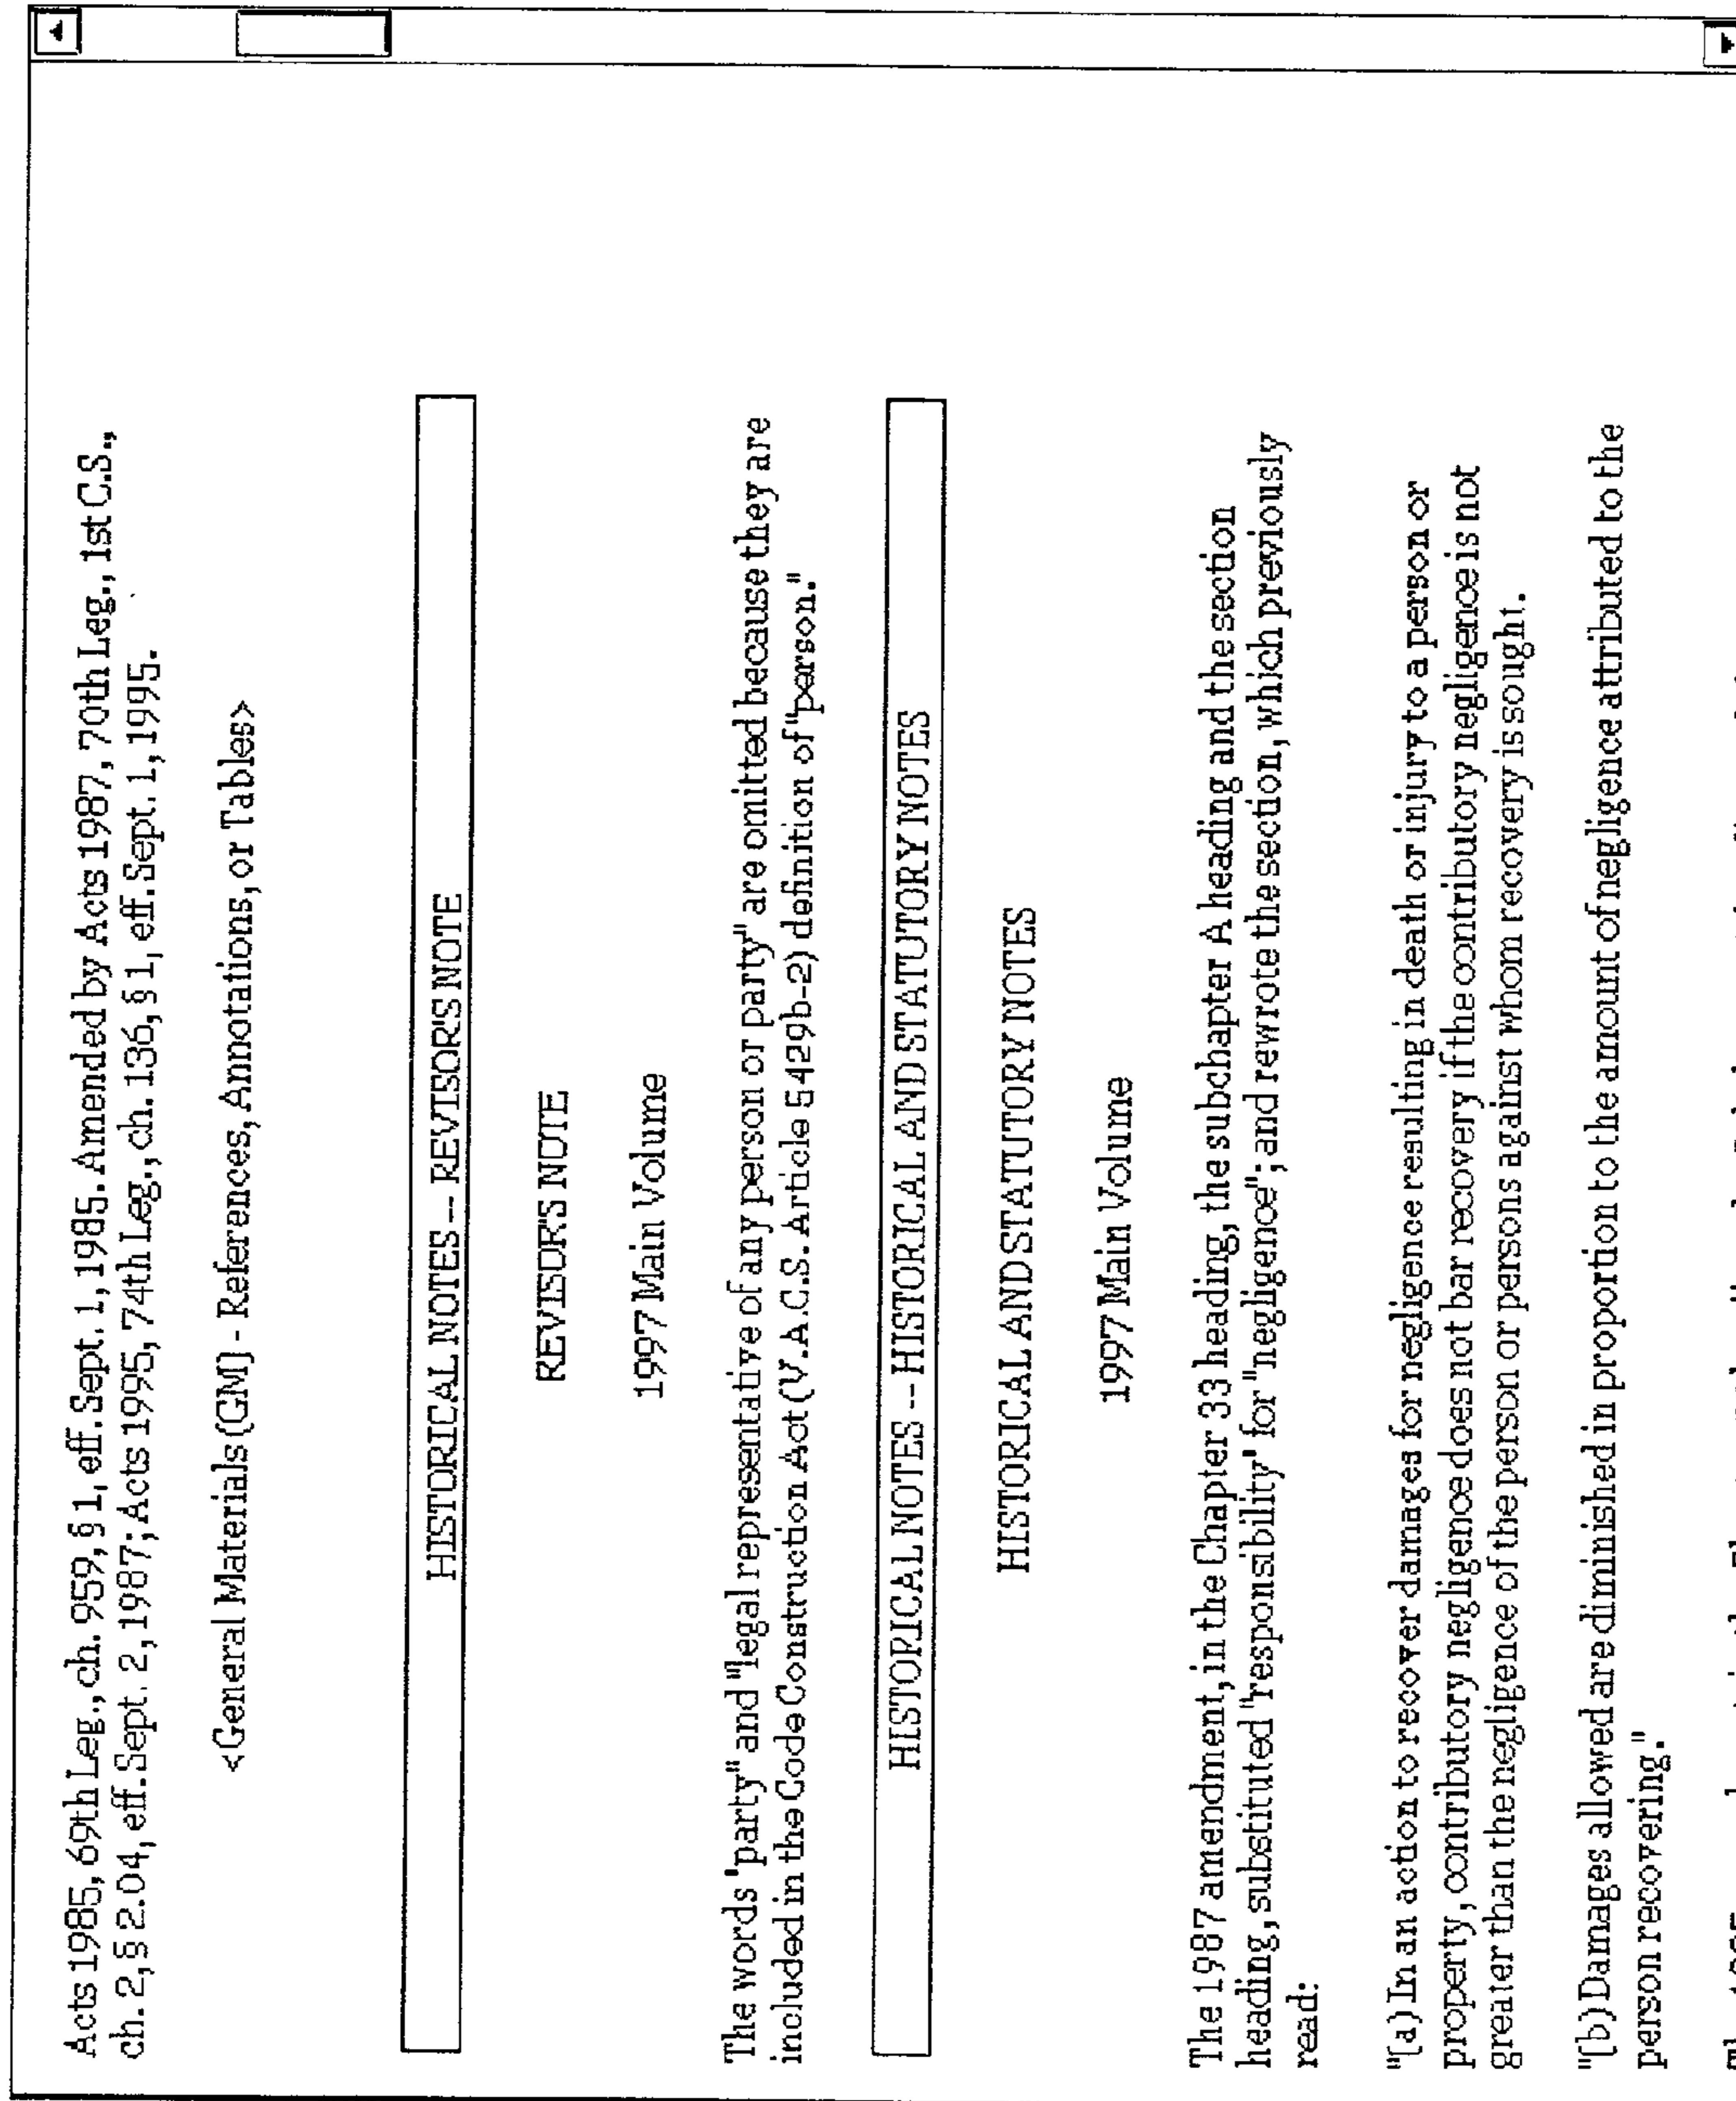 Acts 1985, 69th Leg., ch. 959, § 1, eff. Sept. 1, 1985. Amended by Acts 1987, 70th Leg., 1st C.S.,
ch. 2, § 2.04, eff. Sept. 2, 1987; Acts 1995, 74th Leg., ch. 136, § 1, eff. Sept. 1, 1995.
<General Materials (GM) - References, Annotations, or Tables>
HISTORICAL NOTES -- REVISOR'S NOTE
REVISOR'S NOTE
1997 Main Volume
The words "party" and "legal representative of any person or party" are omitted because they are
included in the Code Construction Act (V.A.C.S. Article 5429b-2) definition of "person."
HISTORICAL NOTES -- HISTORICAL AND STATUTORY NOTES
HISTORICAL AND STATUTORY NOTES
1997 Main Volume
The 1987 amendment, in the Chapter 33 heading, the subchapter A heading and the section
heading, substituted "responsibility" for "negligence"; and rewrote the section, which previously
read:
"(a) In an action to recover damages for negligence resulting in death or injury to a person or
property, contributory negligence does not bar recovery if the contributory negligence is not
greater than the negligence of the person or persons against whom recovery is sought.
"(b) Damages allowed are diminished in proportion to the amount of negligence attributed to the
person recovering."